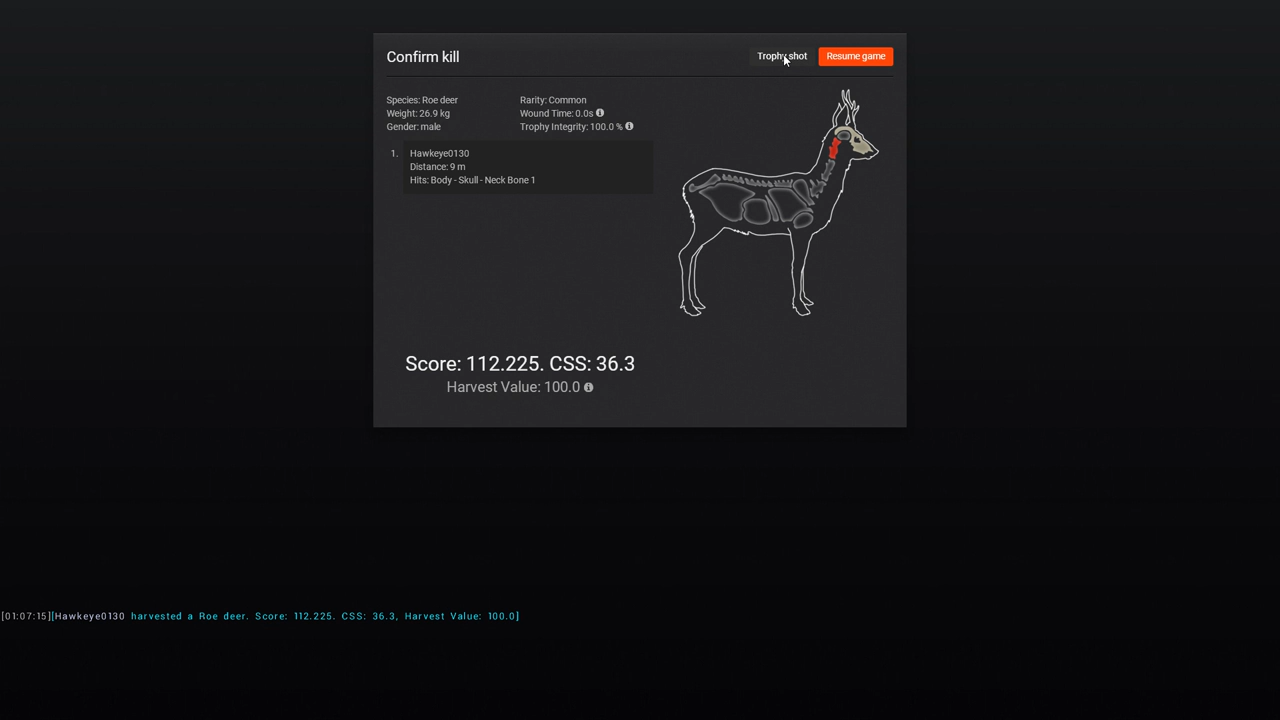 Confirm kill
Trophy shot
Resume game
Species: Roe deer
Rarity: Common
Weight: 26.9 kg
Wound Time: 0.0s
Gender: male
Trophy Integrity: 100.0 %
1. Hawkeye0130
Distance: 9 m
Hits: Body - Skull - Neck Bone 1
Score: 112.225. CSS: 36.3
Harvest Value: 100.0
[01:07:15][Hawkeye0130 harvested a Roe deer. Score: 112.225. CSS: 36.3, Harvest Value: 100.0]